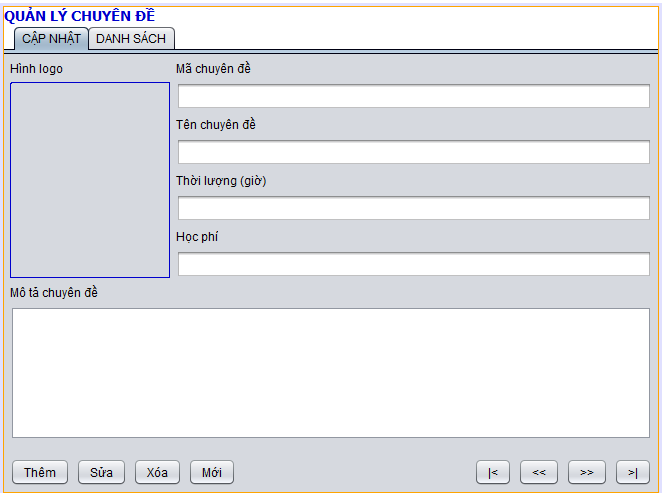 QUẢN LÝ CHUYÊN ĐỀ
CẬP NHẬT DANH SÁCH
Hình logo
Mã chuyên đề
Tên chuyên đề
Thời lượng (giờ)
Học phí
Mô tả chuyên đề
Thêm Sửa Xóa Mới |< << >> >|